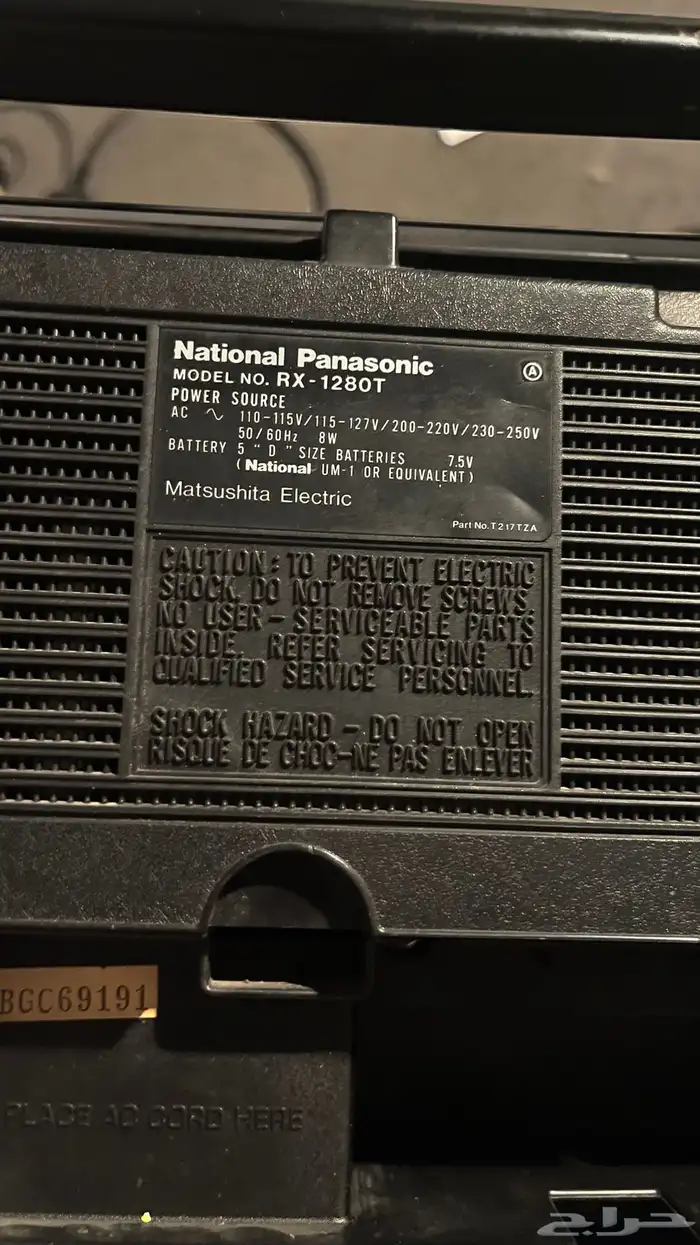 National Panasonic
MODEL NO. RX-1280T
Ⓐ
POWER SOURCE
AC ∿ 110-115V/115-127V/200-220V/230-250V
50/60Hz 8W
BATTERY 5 "D" SIZE BATTERIES 7.5V
(National UM-1 OR EQUIVALENT)
Matsushita Electric
Part No. T217TZA
CAUTION: TO PREVENT ELECTRIC
SHOCK, DO NOT REMOVE SCREWS.
NO USER-SERVICEABLE PARTS
INSIDE. REFER SERVICING TO
QUALIFIED SERVICE PERSONNEL.
SHOCK HAZARD - DO NOT OPEN
RISQUE DE CHOC-NE PAS ENLEVER
BGC69191
PLACE AC CORD HERE
حراج